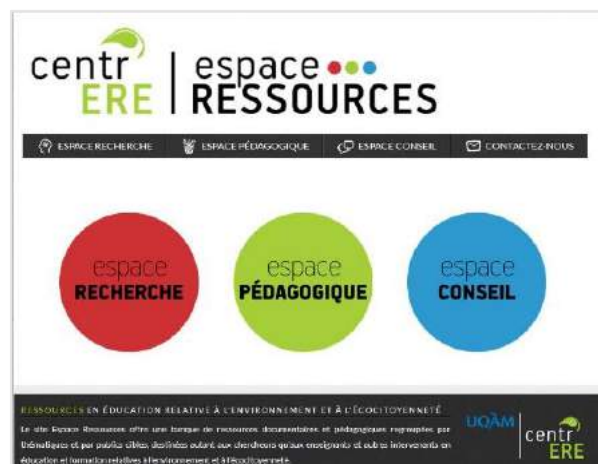 centr
ERE
espace
RESSOURCES
ESPACE RECHERCHE ESPACE PÉDAGOGIQUE ESPACE CONSEIL CONTACTEZ-NOUS
espace
RECHERCHE
espace
PÉDAGOGIQUE
espace
CONSEIL
RESSOURCES EN ÉDUCATION RELATIVE À L'ENVIRONNEMENT ET À L'ÉCOCITOYENNETÉ
Le site Espace Ressources offre une banque de ressources documentaires et pédagogiques regroupées par
thématiques et par publics cibles, destinées autant aux chercheurs qu'aux enseignants et autres intervenants en
éducation et formation relatives à l'environnement et à l'écocitoyenneté.
UQÀM
centr
ERE